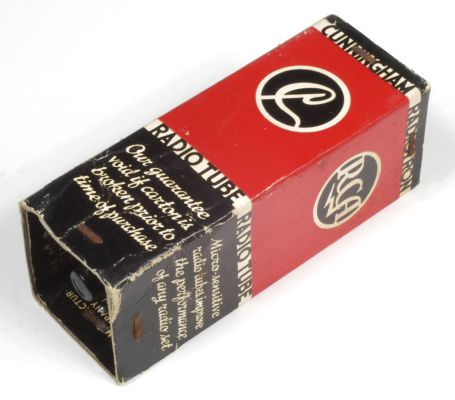 CUNNINGHAM
RADIO TUBE
Our guarantee
void if carton is
broken prior to
time of purchase
RCA
RADIO TUBE
Micro-sensitive
radio tubes improve
the performance
of any radio set